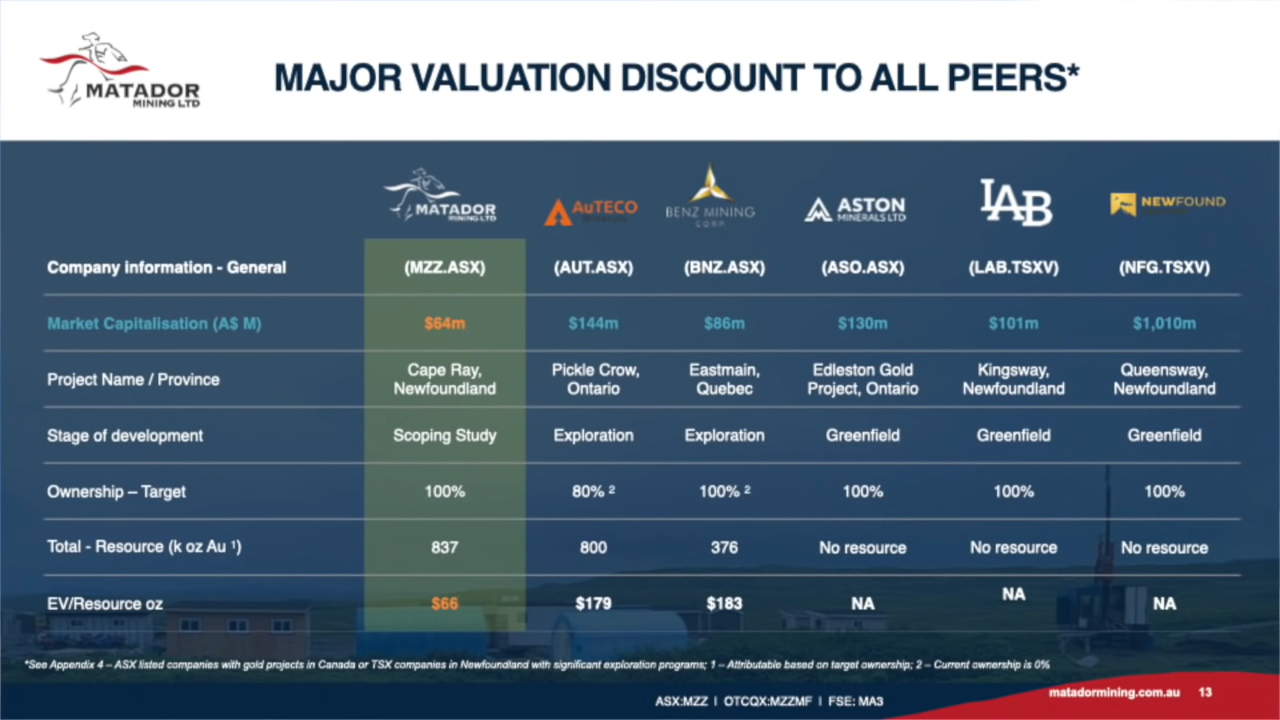 MATADOR
MINING LTD
MAJOR VALUATION DISCOUNT TO ALL PEERS*
MATADOR
MINING LTD
AuTECO
BENZ MINING
CORP.
ASTON
MINERALS LTD
LAB
NEWFOUND
Company information - General (MZZ.ASX) (AUT.ASX) (BNZ.ASX) (ASO.ASX) (LAB.TSXV) (NFG.TSXV)
Market Capitalisation (A$ M) $64m $144m $86m $130m $101m $1,010m
Project Name / Province
Cape Ray,
Newfoundland
Pickle Crow,
Ontario
Eastmain,
Quebec
Edleston Gold
Project, Ontario
Kingsway,
Newfoundland
Queensway,
Newfoundland
Stage of development Scoping Study Exploration Exploration Greenfield Greenfield Greenfield
Ownership – Target 100% 80% ² 100% ² 100% 100% 100%
Total - Resource (k oz Au ¹) 837 800 376 No resource No resource No resource
EV/Resource oz $66 $179 $183 NA NA NA
*See Appendix 4 – ASX listed companies with gold projects in Canada or TSX companies in Newfoundland with significant exploration programs; 1 – Attributable based on target ownership; 2 – Current ownership is 0%
ASX:MZZ | OTCQX:MZZMF | FSE: MA3
matadormining.com.au 13